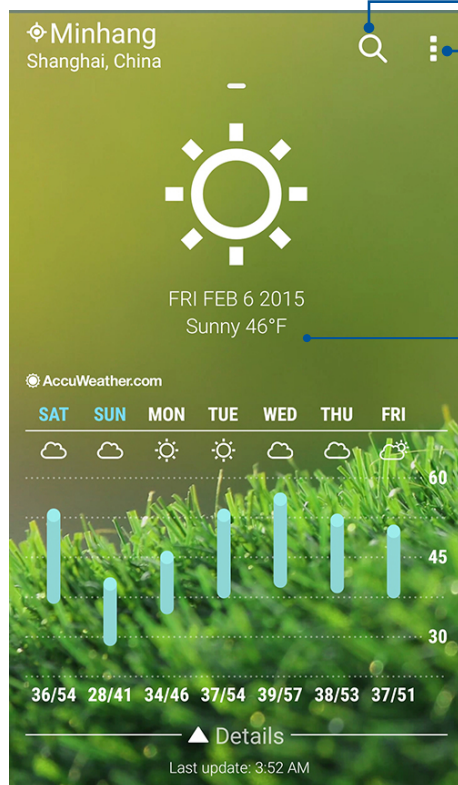 Minhang
Shanghai, China
FRI FEB 6 2015
Sunny 46°F
AccuWeather.com
SAT SUN MON TUE WED THU FRI
60
45
30
36/54 28/41 34/46 37/54 39/57 38/53 37/51
Details
Last update: 3:52 AM